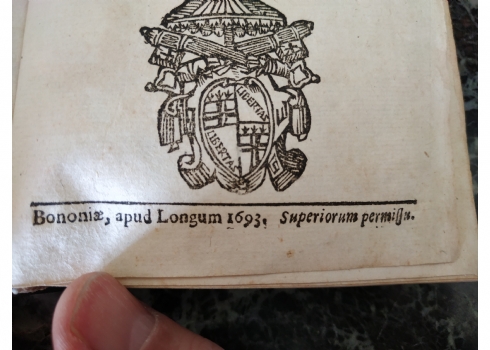 LIBERTAS
LIBERTAS
Bononiæ, apud Longum 1693. Superiorum permiſſu.